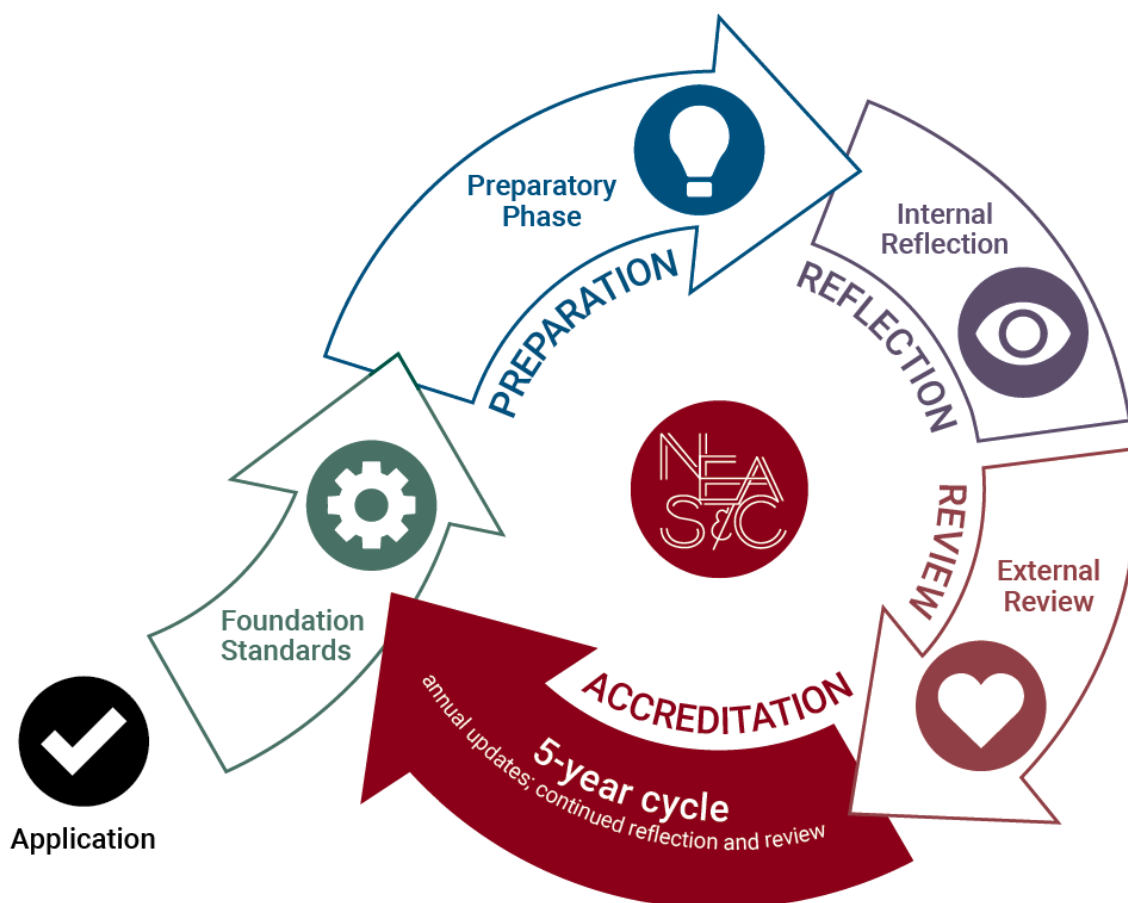 Application
Foundation
Standards
Preparatory
Phase
PREPARATION
Internal
Reflection
REFLECTION
External
Review
REVIEW
ACCREDITATION
5-year cycle
annual updates; continued reflection and review
NEAS&C